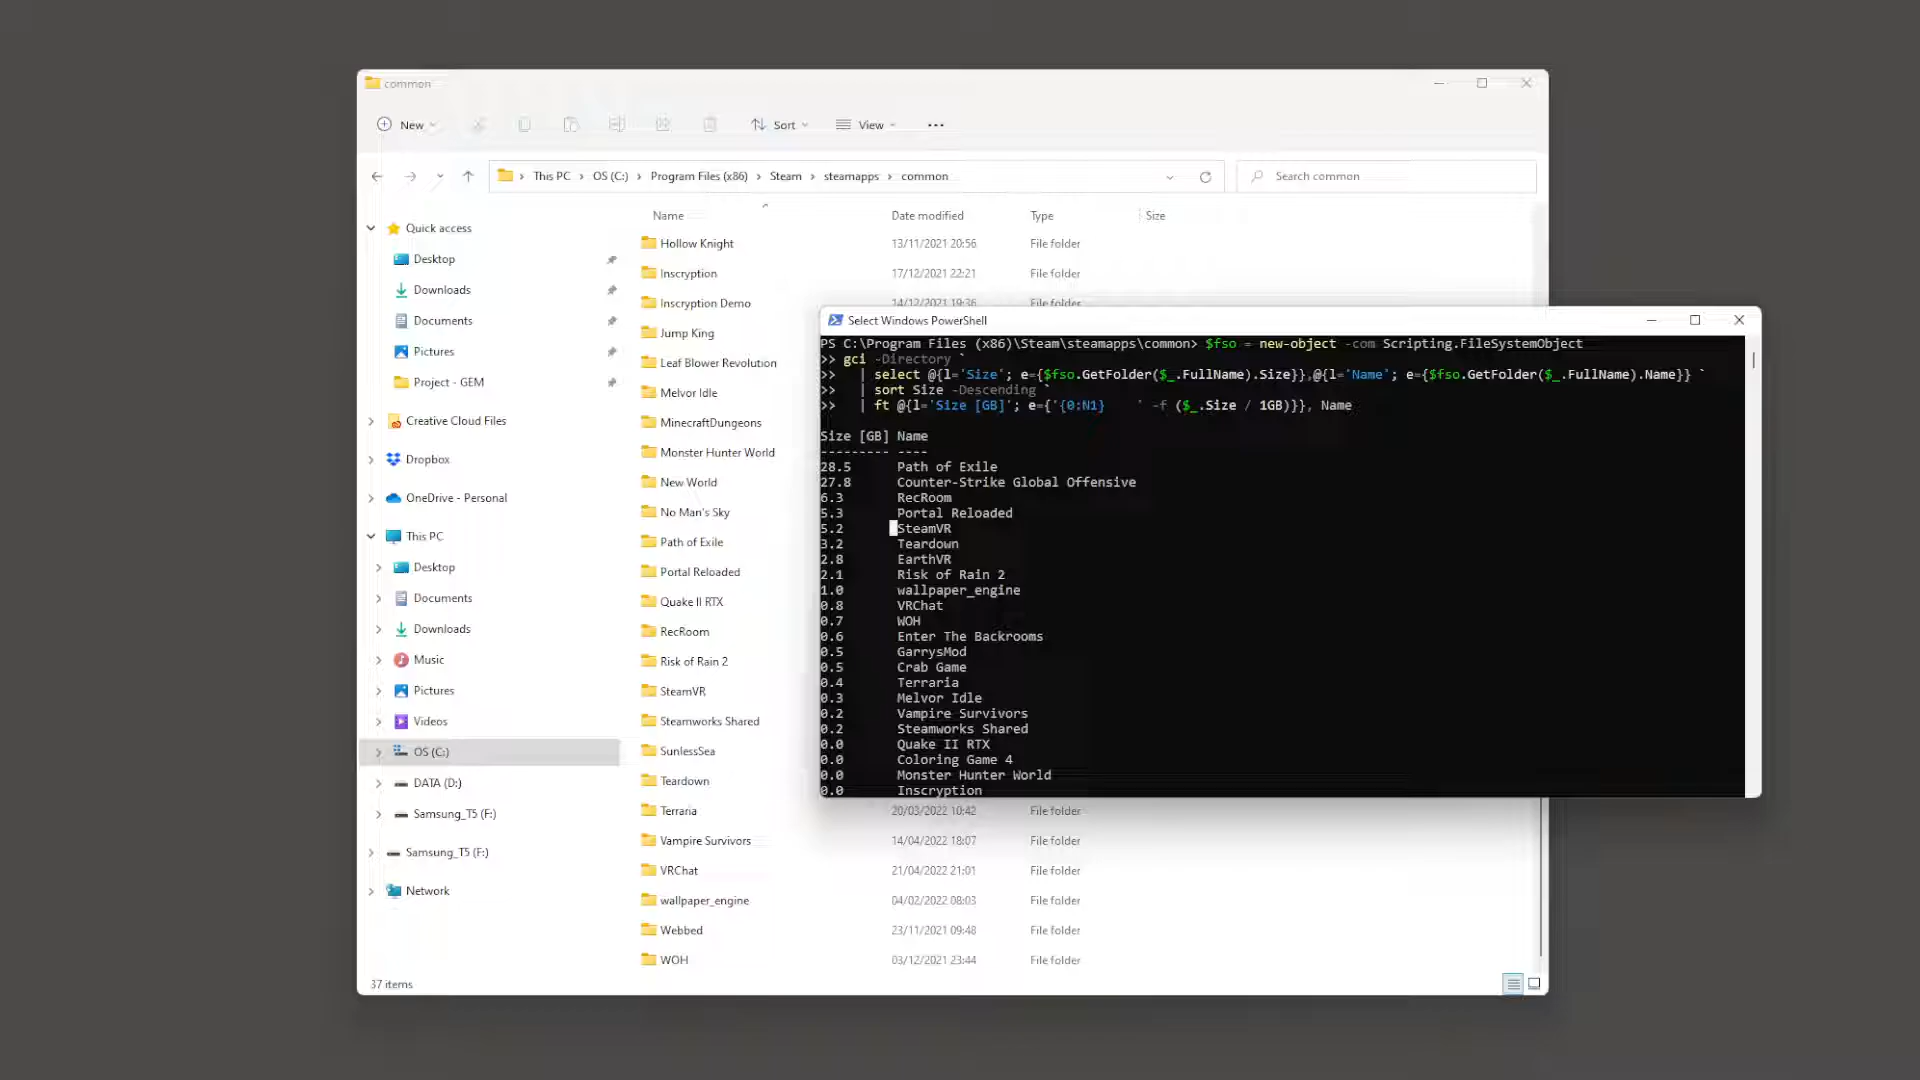 common
New
Sort
View
This PC › OS (C:) › Program Files (x86) › Steam › steamapps › common
Search common
Name Date modified Type Size
Quick access
Desktop
Downloads
Documents
Pictures
Project - GEM
Creative Cloud Files
Dropbox
OneDrive - Personal
This PC
Desktop
Documents
Downloads
Music
Pictures
Videos
OS (C:)
DATA (D:)
Samsung_T5 (F:)
Samsung_T5 (F:)
Network
Hollow Knight 13/11/2021 20:56 File folder
Inscryption 17/12/2021 22:21 File folder
Inscryption Demo 14/12/2021 19:36 File folder
Jump King
Leaf Blower Revolution
Melvor Idle
MinecraftDungeons
Monster Hunter World
New World
No Man's Sky
Path of Exile
Portal Reloaded
Quake II RTX
RecRoom
Risk of Rain 2
SteamVR
Steamworks Shared
SunlessSea
Teardown
Terraria 20/03/2022 10:42 File folder
Vampire Survivors 14/04/2022 18:07 File folder
VRChat 21/04/2022 21:01 File folder
wallpaper_engine 04/02/2022 08:03 File folder
Webbed 23/11/2021 09:48 File folder
WOH 03/12/2021 23:44 File folder
37 items
Select Windows PowerShell
PS C:\Program Files (x86)\Steam\steamapps\common> $fso = new-object -com Scripting.FileSystemObject
>> gci -Directory `
>>   | select @{l='Size'; e={$fso.GetFolder($_.FullName).Size}},@{l='Name'; e={$fso.GetFolder($_.FullName).Name}} `
>>   | sort Size -Descending `
>>   | ft @{l='Size [GB]'; e={'{0:N1}    ' -f ($_.Size / 1GB)}}, Name
Size [GB] Name
--------- ----
28.5 Path of Exile
27.8 Counter-Strike Global Offensive
6.3 RecRoom
5.3 Portal Reloaded
5.2 SteamVR
3.2 Teardown
2.8 EarthVR
2.1 Risk of Rain 2
1.0 wallpaper_engine
0.8 VRChat
0.7 WOH
0.6 Enter The Backrooms
0.5 GarrysMod
0.5 Crab Game
0.4 Terraria
0.3 Melvor Idle
0.2 Vampire Survivors
0.2 Steamworks Shared
0.0 Quake II RTX
0.0 Coloring Game 4
0.0 Monster Hunter World
0.0 Inscryption